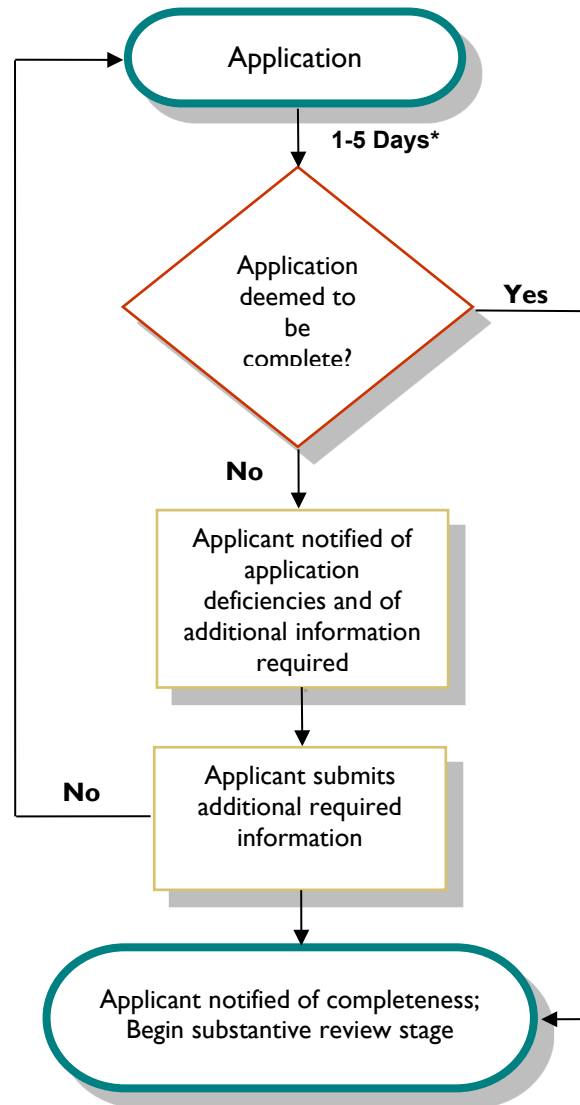 Application
1-5 Days*
Application
deemed to
be
complete?
Yes
No
Applicant notified of
application
deficiencies and of
additional information
required
Applicant submits
additional required
information
No
Applicant notified of completeness;
Begin substantive review stage